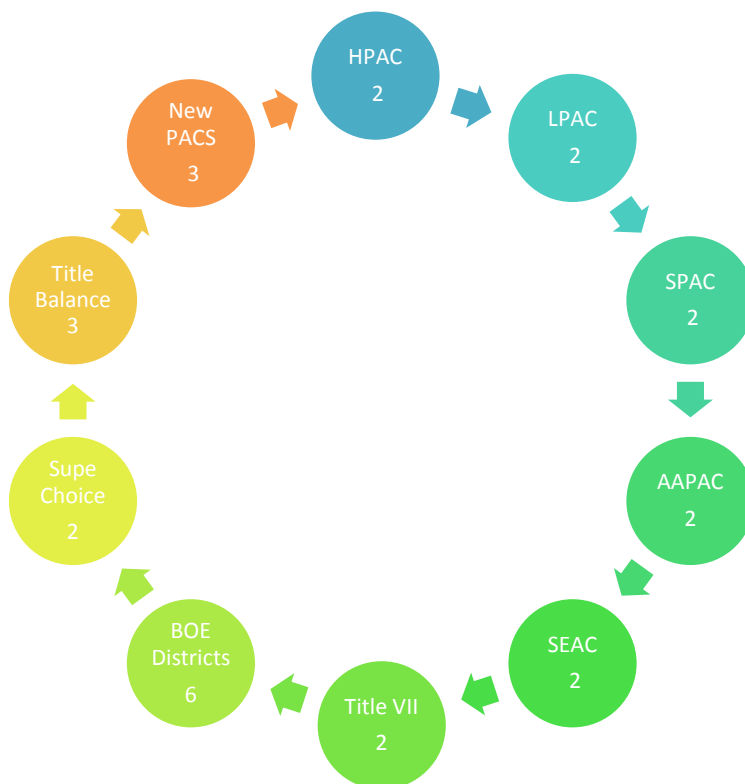 HPAC
2
LPAC
2
SPAC
2
AAPAC
2
SEAC
2
Title VII
2
BOE
Districts
6
Supe
Choice
2
Title
Balance
3
New
PACS
3